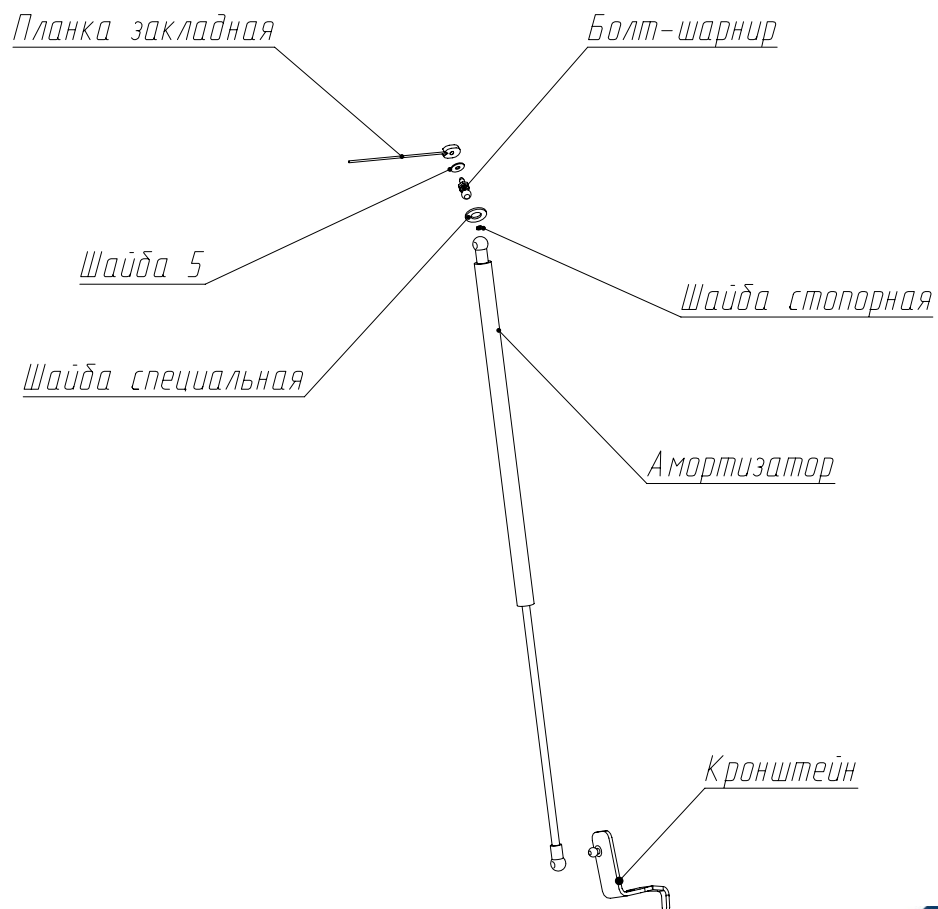 Планка закладная
Болт-шарнир
Шайба 5
Шайба стопорная
Шайба специальная
Амортизатор
Кронштейн